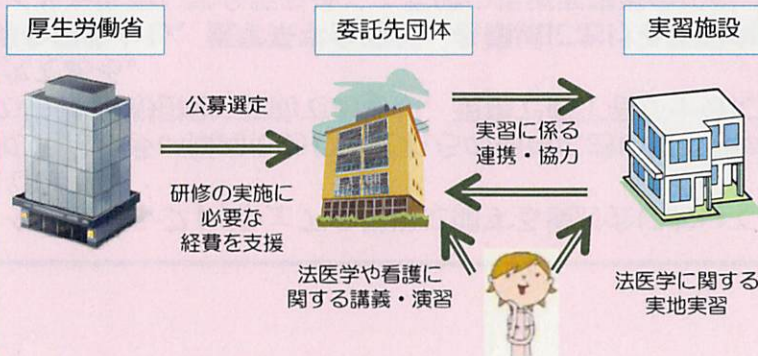 厚生労働省
委託先団体
実習施設
公募選定
研修の実施に
必要な
経費を支援
実習に係る
連携・協力
法医学や看護に
関する講義・演習
法医学に関する
実地実習